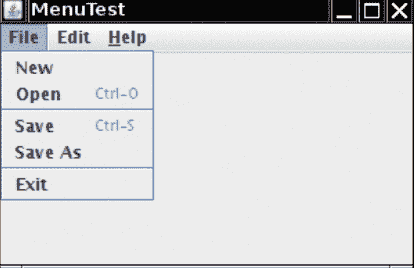 MenuTest
File Edit Help
New
Open Ctrl-O
Save Ctrl-S
Save As
Exit